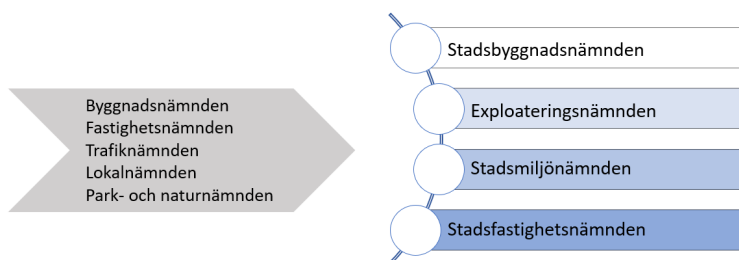 Byggnadsnämnden
Fastighetsnämnden
Trafiknämnden
Lokalnämnden
Park- och naturnämnden
Stadsbyggnadsnämnden
Exploateringsnämnden
Stadsmiljönämnden
Stadsfastighetsnämnden